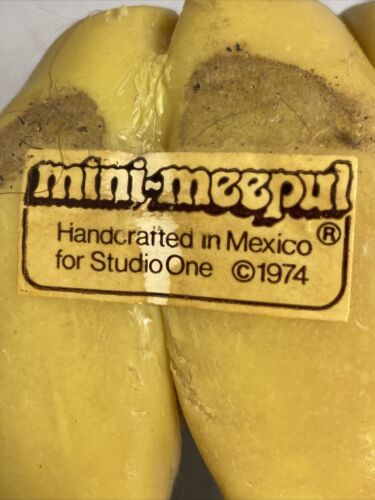 mini-meepul®
Handcrafted in Mexico
for Studio One ©1974